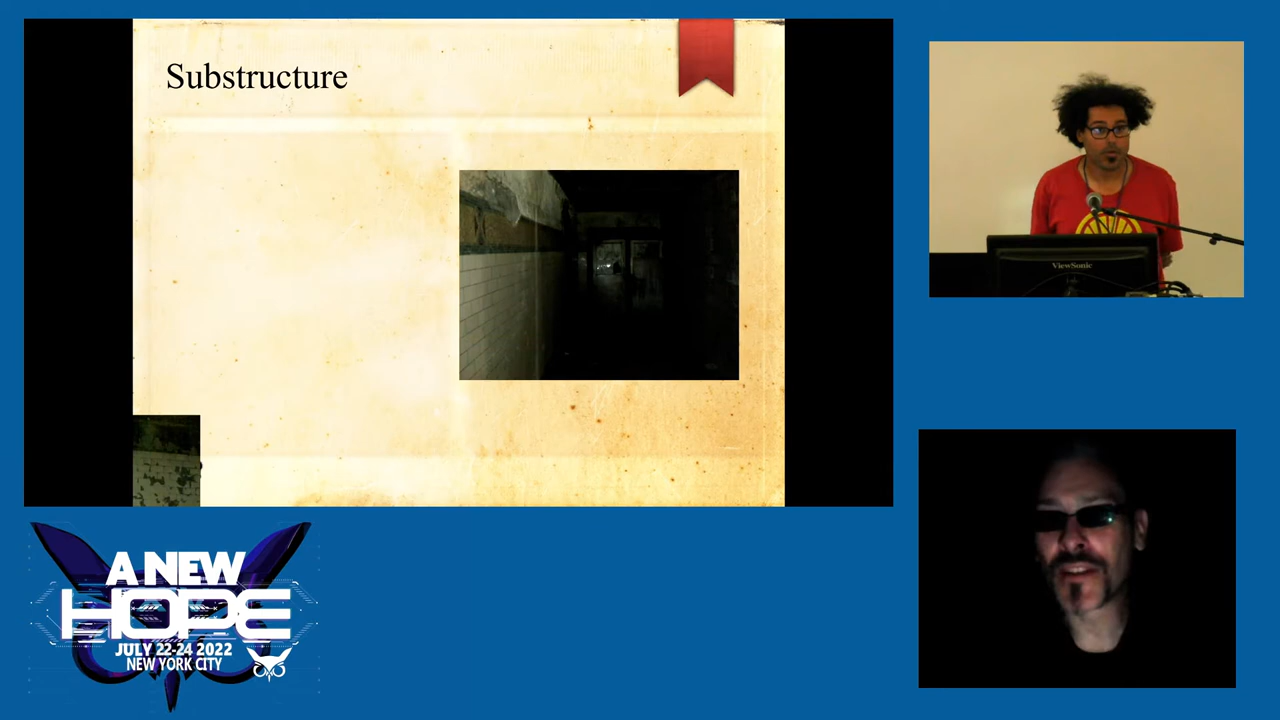 Substructure
ViewSonic
A NEW
HOPE
JULY 22-24 2022
NEW YORK CITY